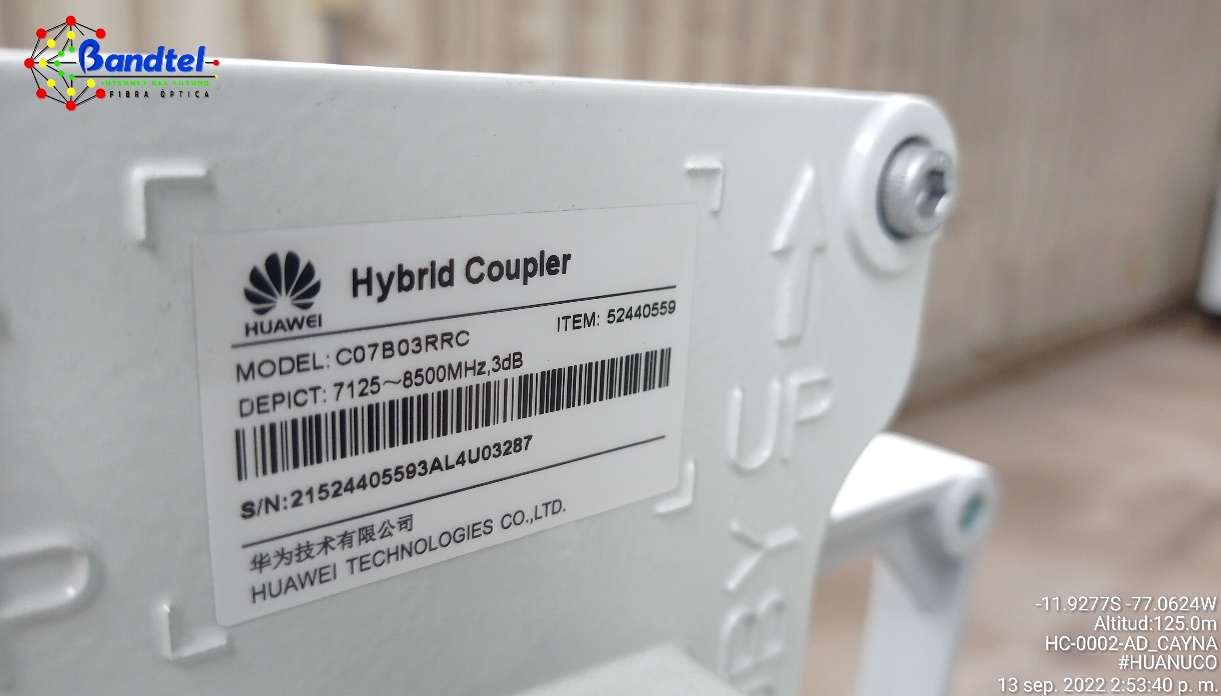 Bandtel
INTERNET DEL FUTURO
FIBRA ÓPTICA
HUAWEI
Hybrid Coupler
MODEL: C07B03RRC
ITEM: 52440559
DEPICT: 7125～8500MHz,3dB
S/N:21524405593AL4U03287
华为技术有限公司
HUAWEI TECHNOLOGIES CO.,LTD.
UP
-11.9277S -77.0624W
Altitud:125.0m
HC-0002-AD_CAYNA
#HUANUCO
13 sep. 2022 2:53:40 p. m.